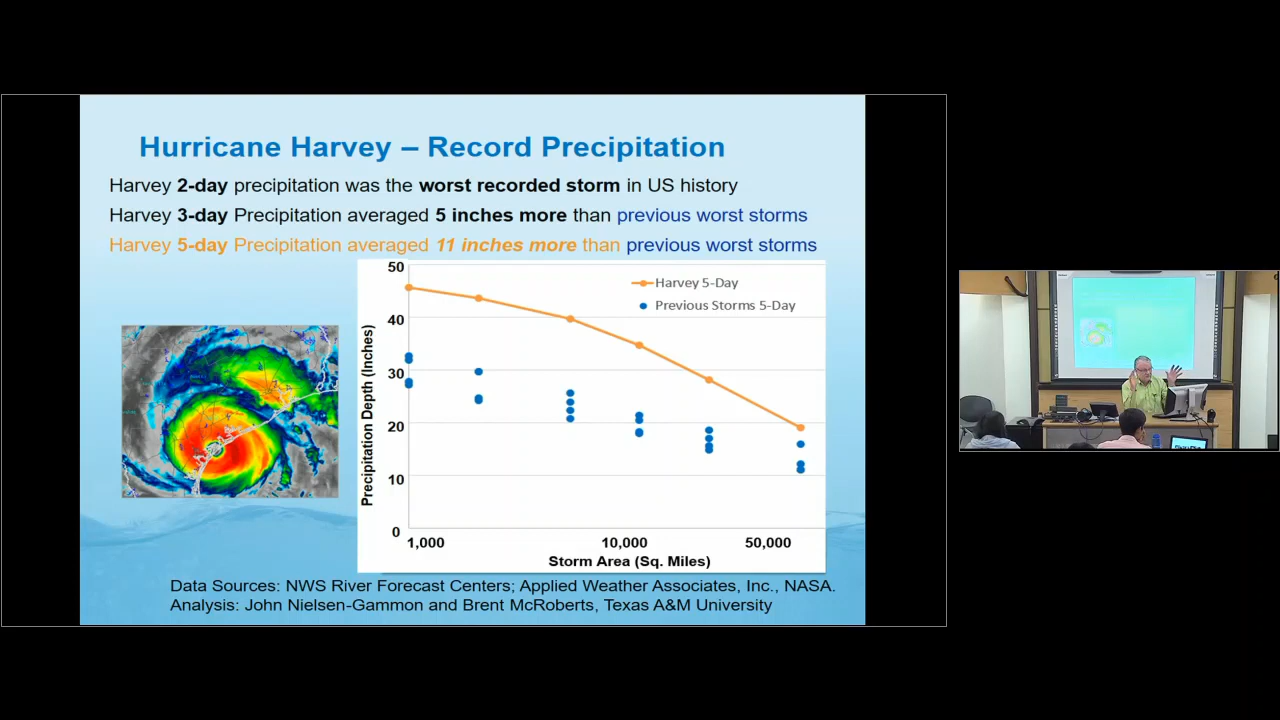 Hurricane Harvey – Record Precipitation
Harvey 2-day precipitation was the worst recorded storm in US history
Harvey 3-day Precipitation averaged 5 inches more than previous worst storms
Harvey 5-day Precipitation averaged 11 inches more than previous worst storms
50
40
30
20
10
0
Precipitation Depth (Inches)
Harvey 5-Day
Previous Storms 5-Day
1,000
10,000
50,000
Storm Area (Sq. Miles)
Data Sources: NWS River Forecast Centers; Applied Weather Associates, Inc., NASA.
Analysis: John Nielsen-Gammon and Brent McRoberts, Texas A&M University